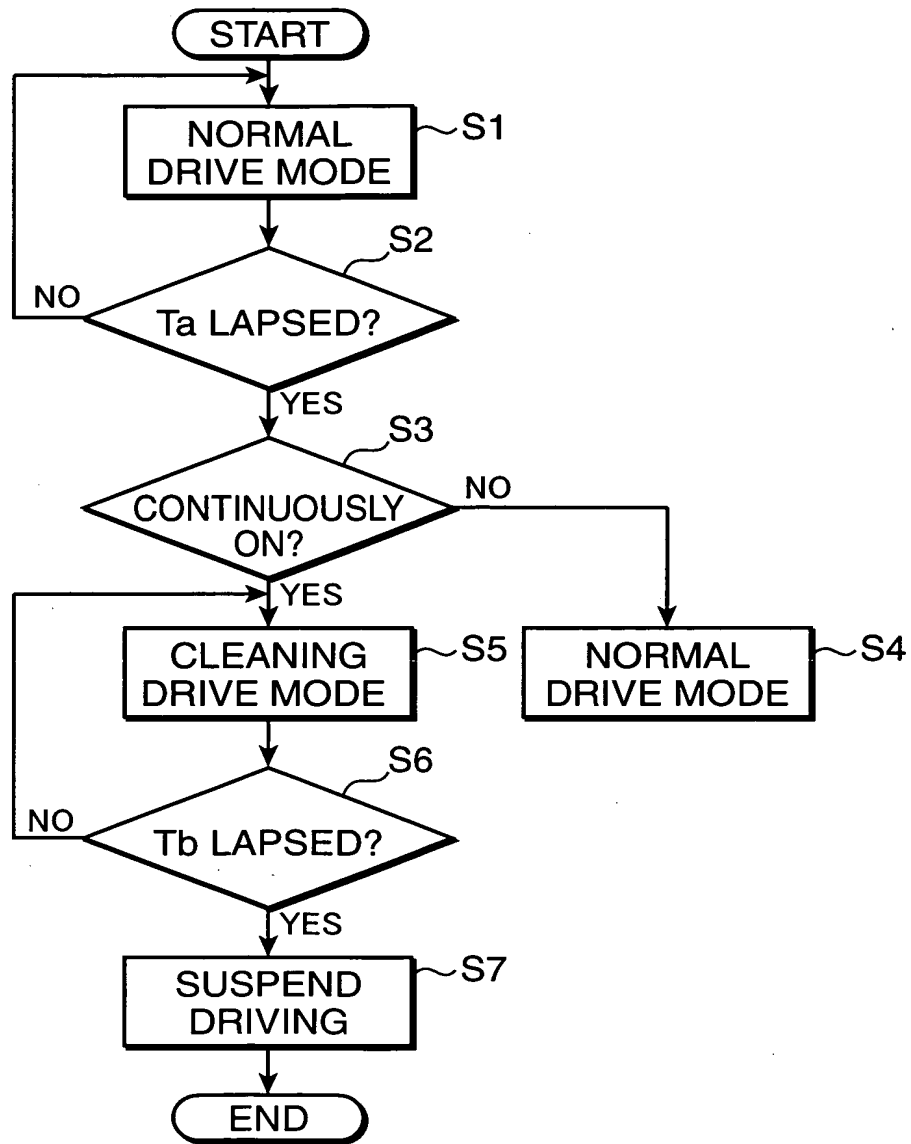 START
NORMAL
DRIVE MODE
S1
S2
NO
Ta LAPSED?
YES
S3
NO
CONTINUOUSLY
ON?
YES
CLEANING
DRIVE MODE
S5
NORMAL
DRIVE MODE
S4
S6
NO
Tb LAPSED?
YES
SUSPEND
DRIVING
S7
END